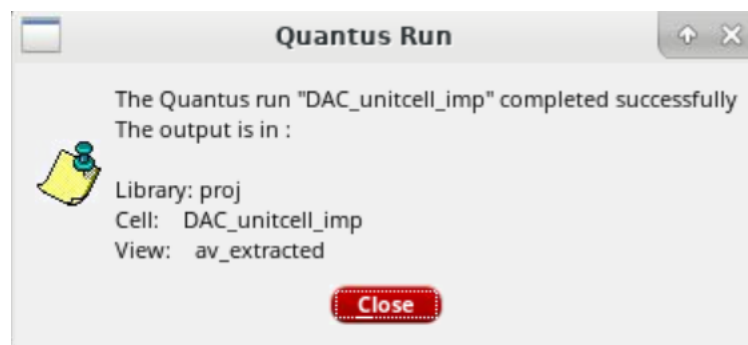 Quantus Run
The Quantus run "DAC_unitcell_imp" completed successfully
The output is in :
Library: proj
Cell: DAC_unitcell_imp
View: av_extracted
Close